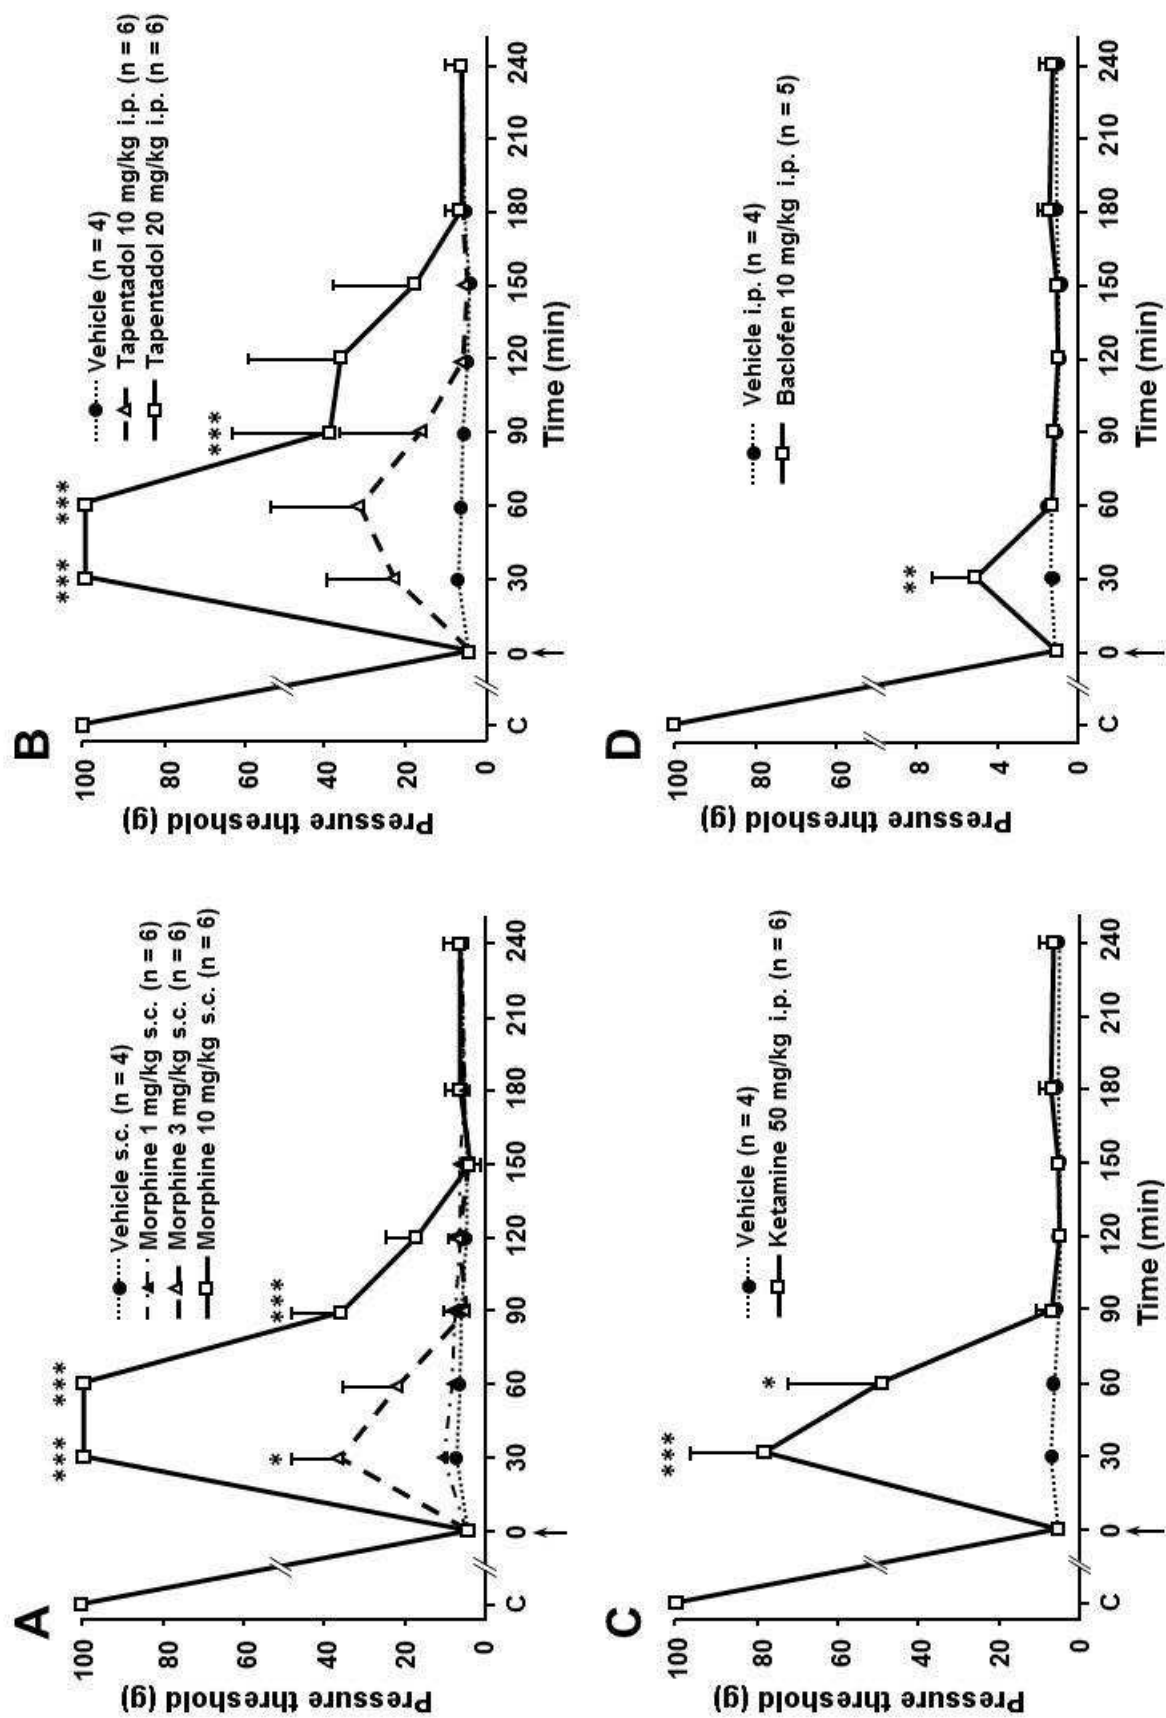 A
Pressure threshold (g)
100
80
60
40
20
0
Vehicle s.c. (n = 4)
Morphine 1 mg/kg s.c. (n = 6)
Morphine 3 mg/kg s.c. (n = 6)
Morphine 10 mg/kg s.c. (n = 6)
***
***
***
*
C
0
30
60
90
120
150
180
210
240
Time (min)
B
Pressure threshold (g)
100
80
60
40
20
0
Vehicle (n = 4)
Tapentadol 10 mg/kg i.p. (n = 6)
Tapentadol 20 mg/kg i.p. (n = 6)
***
***
***
C
0
30
60
90
120
150
180
210
240
Time (min)
C
Pressure threshold (g)
100
80
60
40
20
0
Vehicle (n = 4)
Ketamine 50 mg/kg i.p. (n = 6)
***
*
C
0
30
60
90
120
150
180
210
240
Time (min)
D
Pressure threshold (g)
100
80
60
8
4
0
Vehicle i.p. (n = 4)
Baclofen 10 mg/kg i.p. (n = 5)
**
C
0
30
60
90
120
150
180
210
240
Time (min)